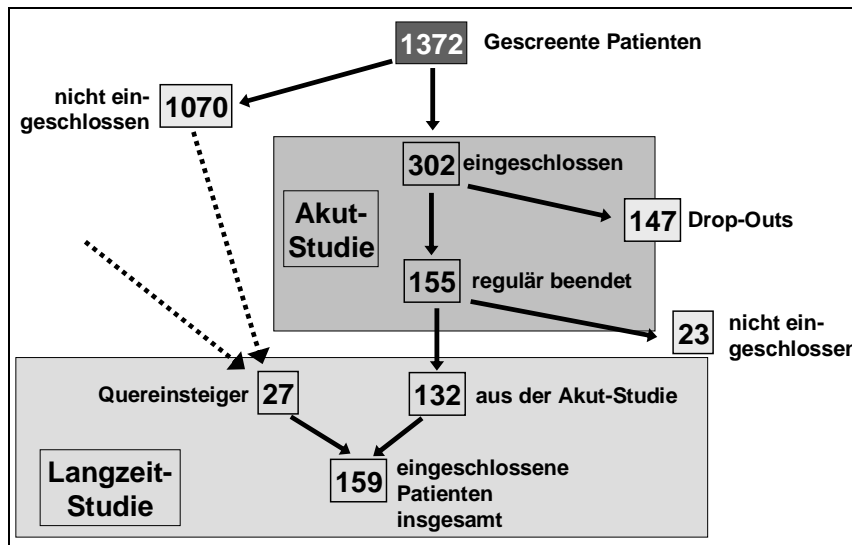 1372 Gescreente Patienten
nicht ein-
geschlossen
1070
302 eingeschlossen
Akut-
Studie
147 Drop-Outs
155 regulär beendet
23
nicht ein-
geschlossen
Quereinsteiger 27
132 aus der Akut-Studie
Langzeit-
Studie
159
eingeschlossene
Patienten
insgesamt